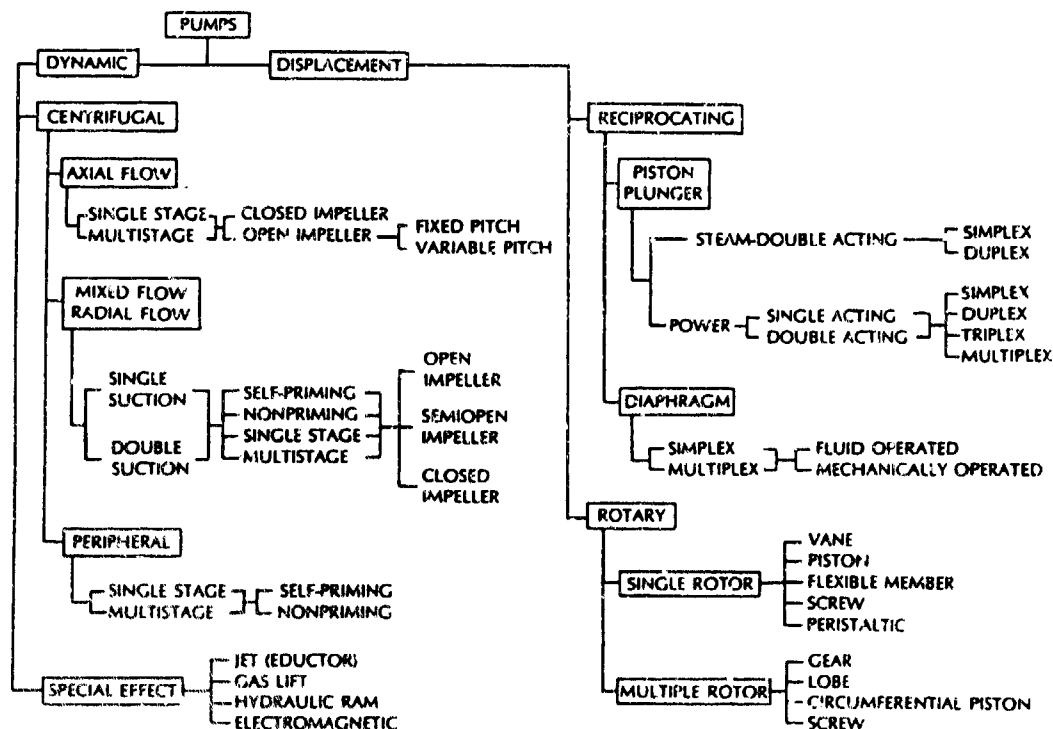 PUMPS
DYNAMIC
DISPLACEMENT
CENTRIFUGAL
AXIAL FLOW
SINGLE STAGE
MULTISTAGE
CLOSED IMPELLER
OPEN IMPELLER
FIXED PITCH
VARIABLE PITCH
MIXED FLOW
RADIAL FLOW
SINGLE
SUCTION
DOUBLE
SUCTION
SELF-PRIMING
NONPRIMING
SINGLE STAGE
MULTISTAGE
OPEN
IMPELLER
SEMIOPEN
IMPELLER
CLOSED
IMPELLER
PERIPHERAL
SINGLE STAGE
MULTISTAGE
SELF-PRIMING
NONPRIMING
SPECIAL EFFECT
JET (EDUCTOR)
GAS LIFT
HYDRAULIC RAM
ELECTROMAGNETIC
RECIPROCATING
PISTON
PLUNGER
STEAM-DOUBLE ACTING
SIMPLEX
DUPLEX
POWER
SINGLE ACTING
DOUBLE ACTING
SIMPLEX
DUPLEX
TRIPLEX
MULTIPLEX
DIAPHRAGM
SIMPLEX
MULTIPLEX
FLUID OPERATED
MECHANICALLY OPERATED
ROTARY
SINGLE ROTOR
VANE
PISTON
FLEXIBLE MEMBER
SCREW
PERISTALTIC
MULTIPLE ROTOR
GEAR
LOBE
CIRCUMFERENTIAL PISTON
SCREW